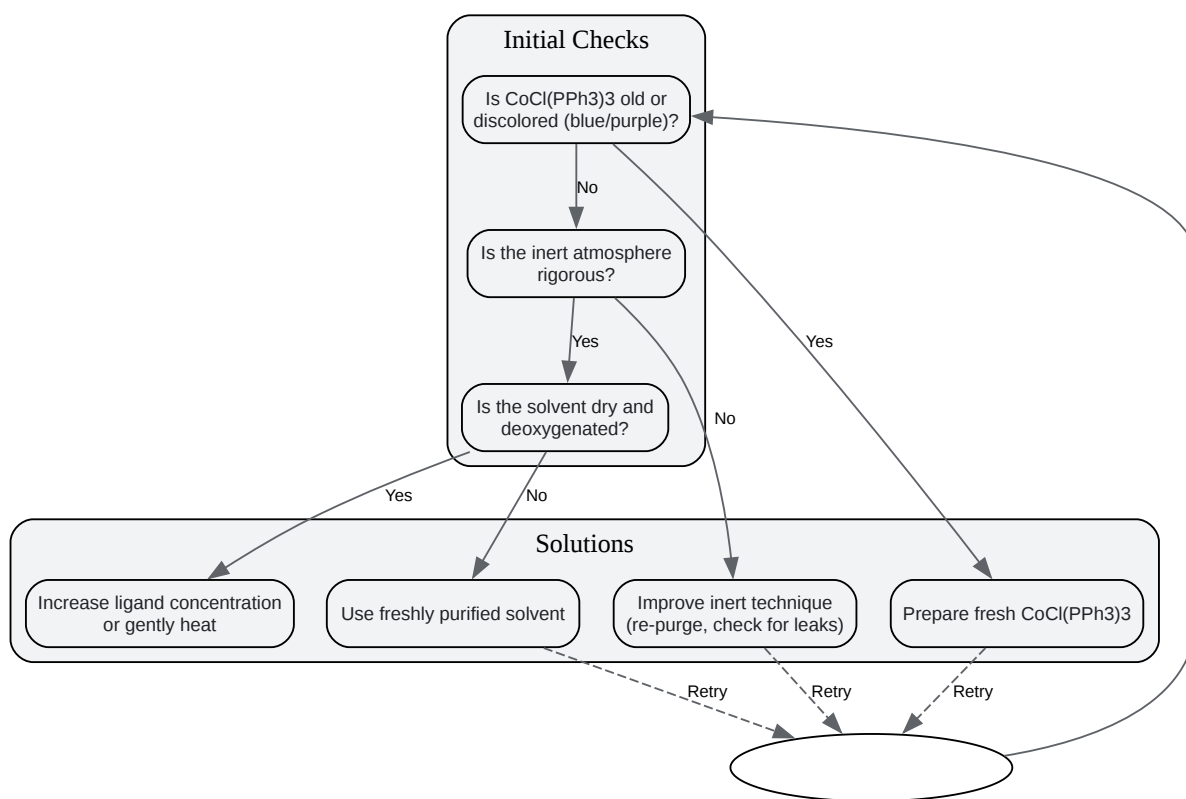 Initial Checks
Is CoCl(PPh3)3 old or
discolored (blue/purple)?
No
Is the inert atmosphere
rigorous?
Yes
Yes
Is the solvent dry and
deoxygenated?
No
Yes
No
Solutions
Increase ligand concentration
or gently heat
Use freshly purified solvent
Improve inert technique
(re-purge, check for leaks)
Prepare fresh CoCl(PPh3)3
Retry
Retry
Retry